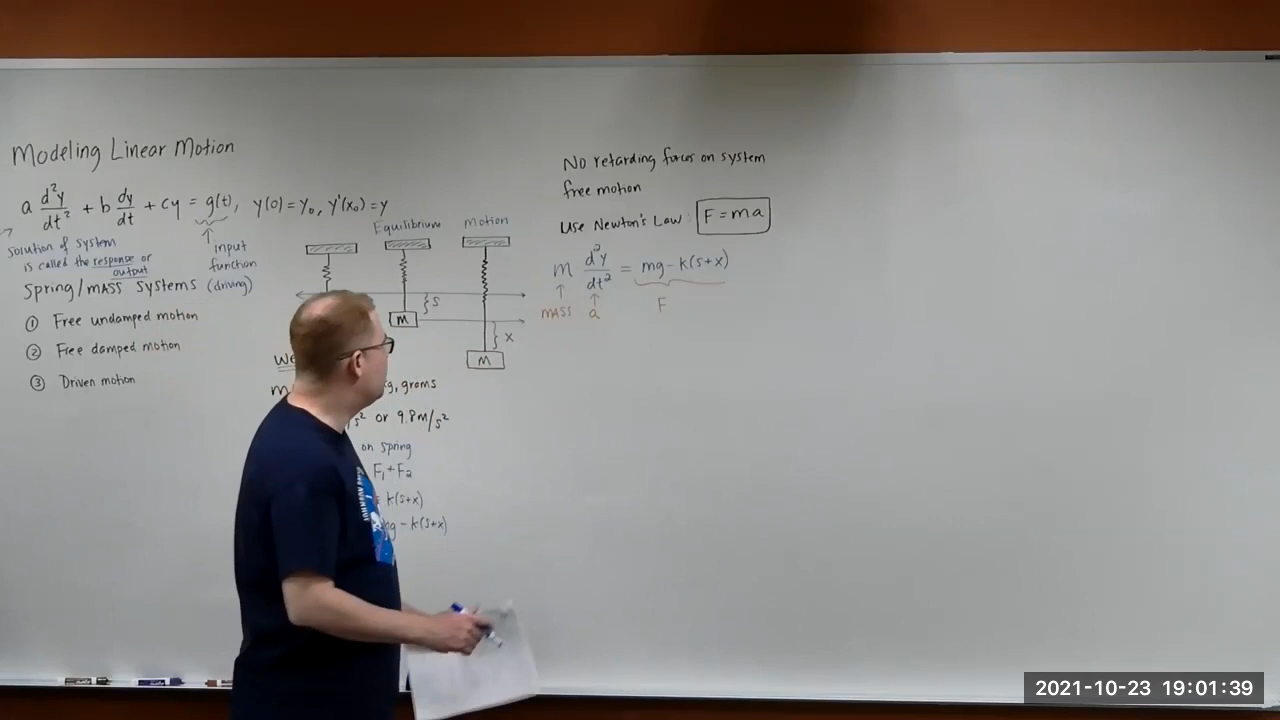 Modeling Linear Motion
a d²y/dt² + b dy/dt + cy = g(t), y(0) = y₀, y'(x₀) = y
solution of system
is called the response or
output
↑ input
function
(driving)
Spring/MASS Systems
① Free undamped motion
② Free damped motion
③ Driven motion
Equilibrium
Motion
S
M
x
M
We
m
g, grams
/s² or 9.8m/s²
on spring
F₁+F₂
= k(s+x)
mg - k(s+x)
No retarding forces on system
free motion
Use Newton's Law: F = ma
m d²y/dt² = mg - k(s+x)
↑ ↑
MASS a F
2021-10-23 19:01:39